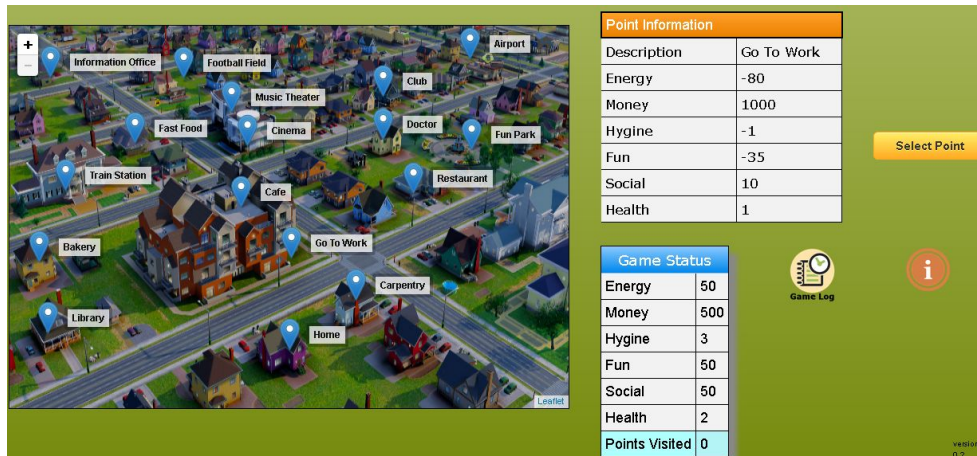 +
−
Airport
Information Office
Football Field
Club
Music Theater
Fast Food
Cinema
Doctor
Fun Park
Train Station
Restaurant
Cafe
Bakery
Go To Work
Carpentry
Library
Home
Leaflet
Point Information
Description Go To Work
Energy -80
Money 1000
Hygine -1
Fun -35
Social 10
Health 1
Select Point
Game Status
Energy 50
Money 500
Hygine 3
Fun 50
Social 50
Health 2
Points Visited 0
Game Log
i
version
0.2